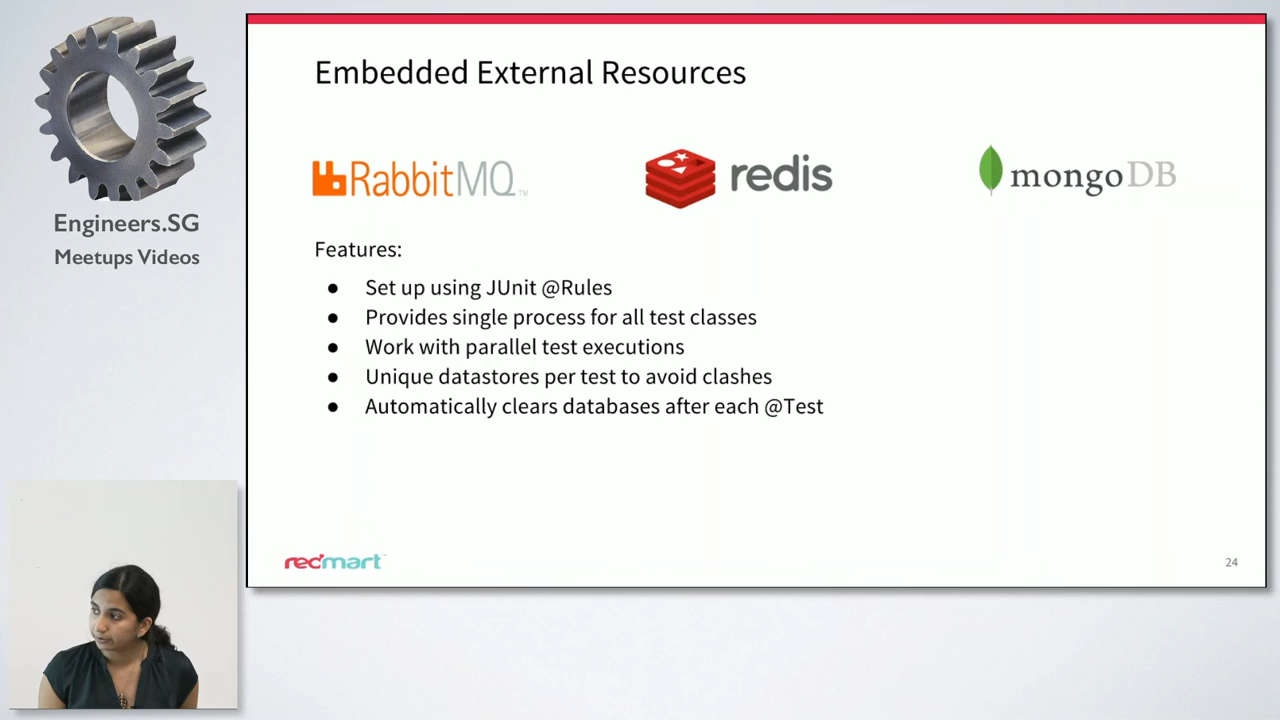 Embedded External Resources
RabbitMQ™
redis
mongoDB
Engineers.SG
Meetups Videos
Features:
● Set up using JUnit @Rules
● Provides single process for all test classes
● Work with parallel test executions
● Unique datastores per test to avoid clashes
● Automatically clears databases after each @Test
redmart
24